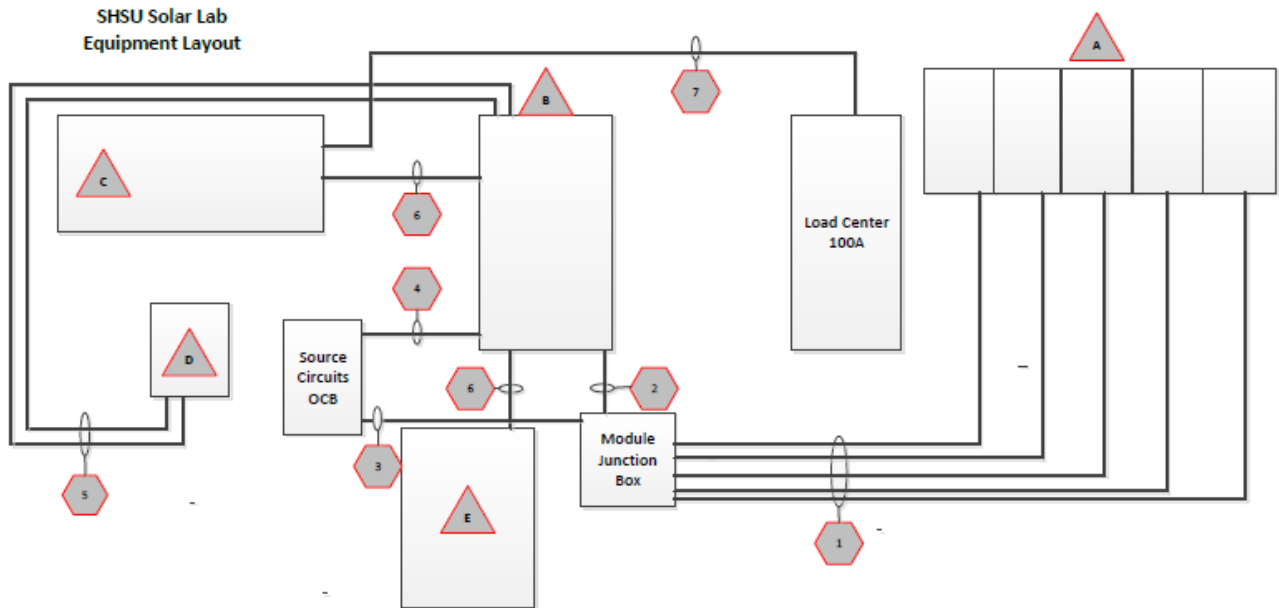 SHSU Solar Lab
Equipment Layout
A
7
B
C
6
Load Center
100A
4
D
Source
Circuits
OCB
6
2
Module
Junction
Box
3
5
E
1